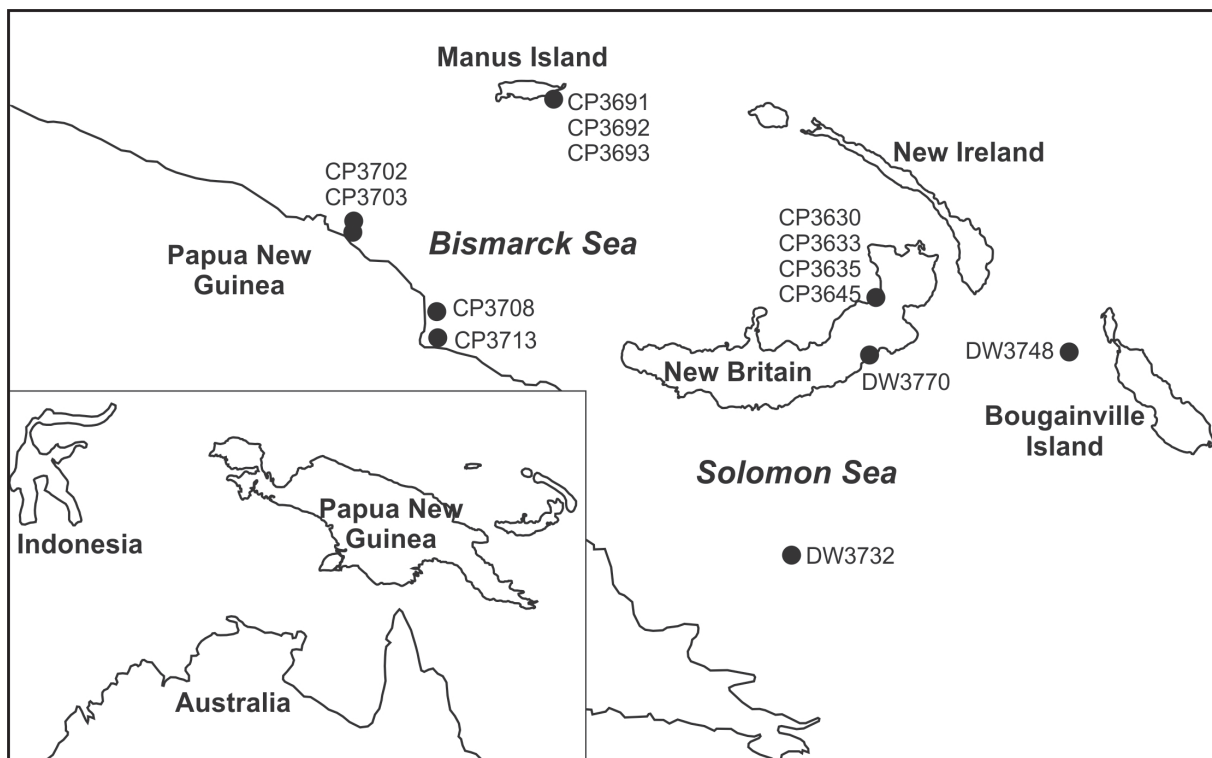 Manus Island
CP3691
CP3692
CP3693
New Ireland
CP3702
CP3703
CP3630
CP3633
CP3635
CP3645
Bismarck Sea
Papua New
Guinea
CP3708
CP3713
New Britain
DW3770
DW3748
Bougainville
Island
Solomon Sea
DW3732
Papua New
Guinea
Indonesia
Australia